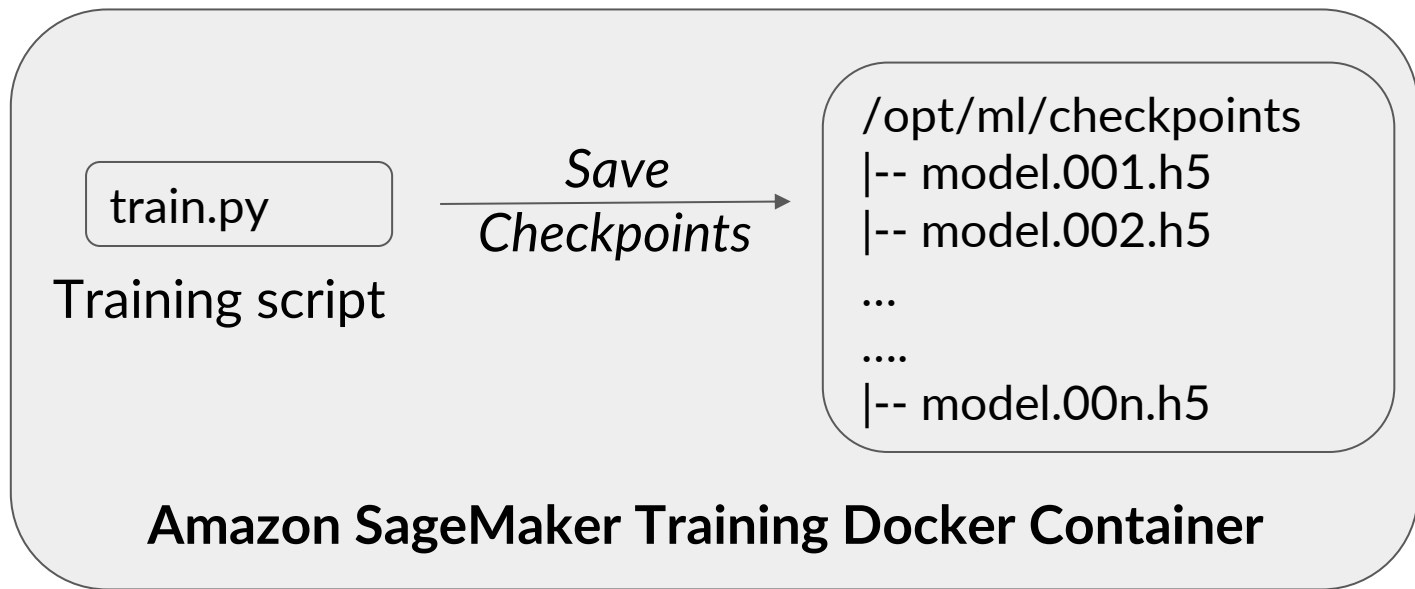 train.py
Training script
Save
Checkpoints
/opt/ml/checkpoints
|-- model.001.h5
|-- model.002.h5
...
....
|-- model.00n.h5
Amazon SageMaker Training Docker Container